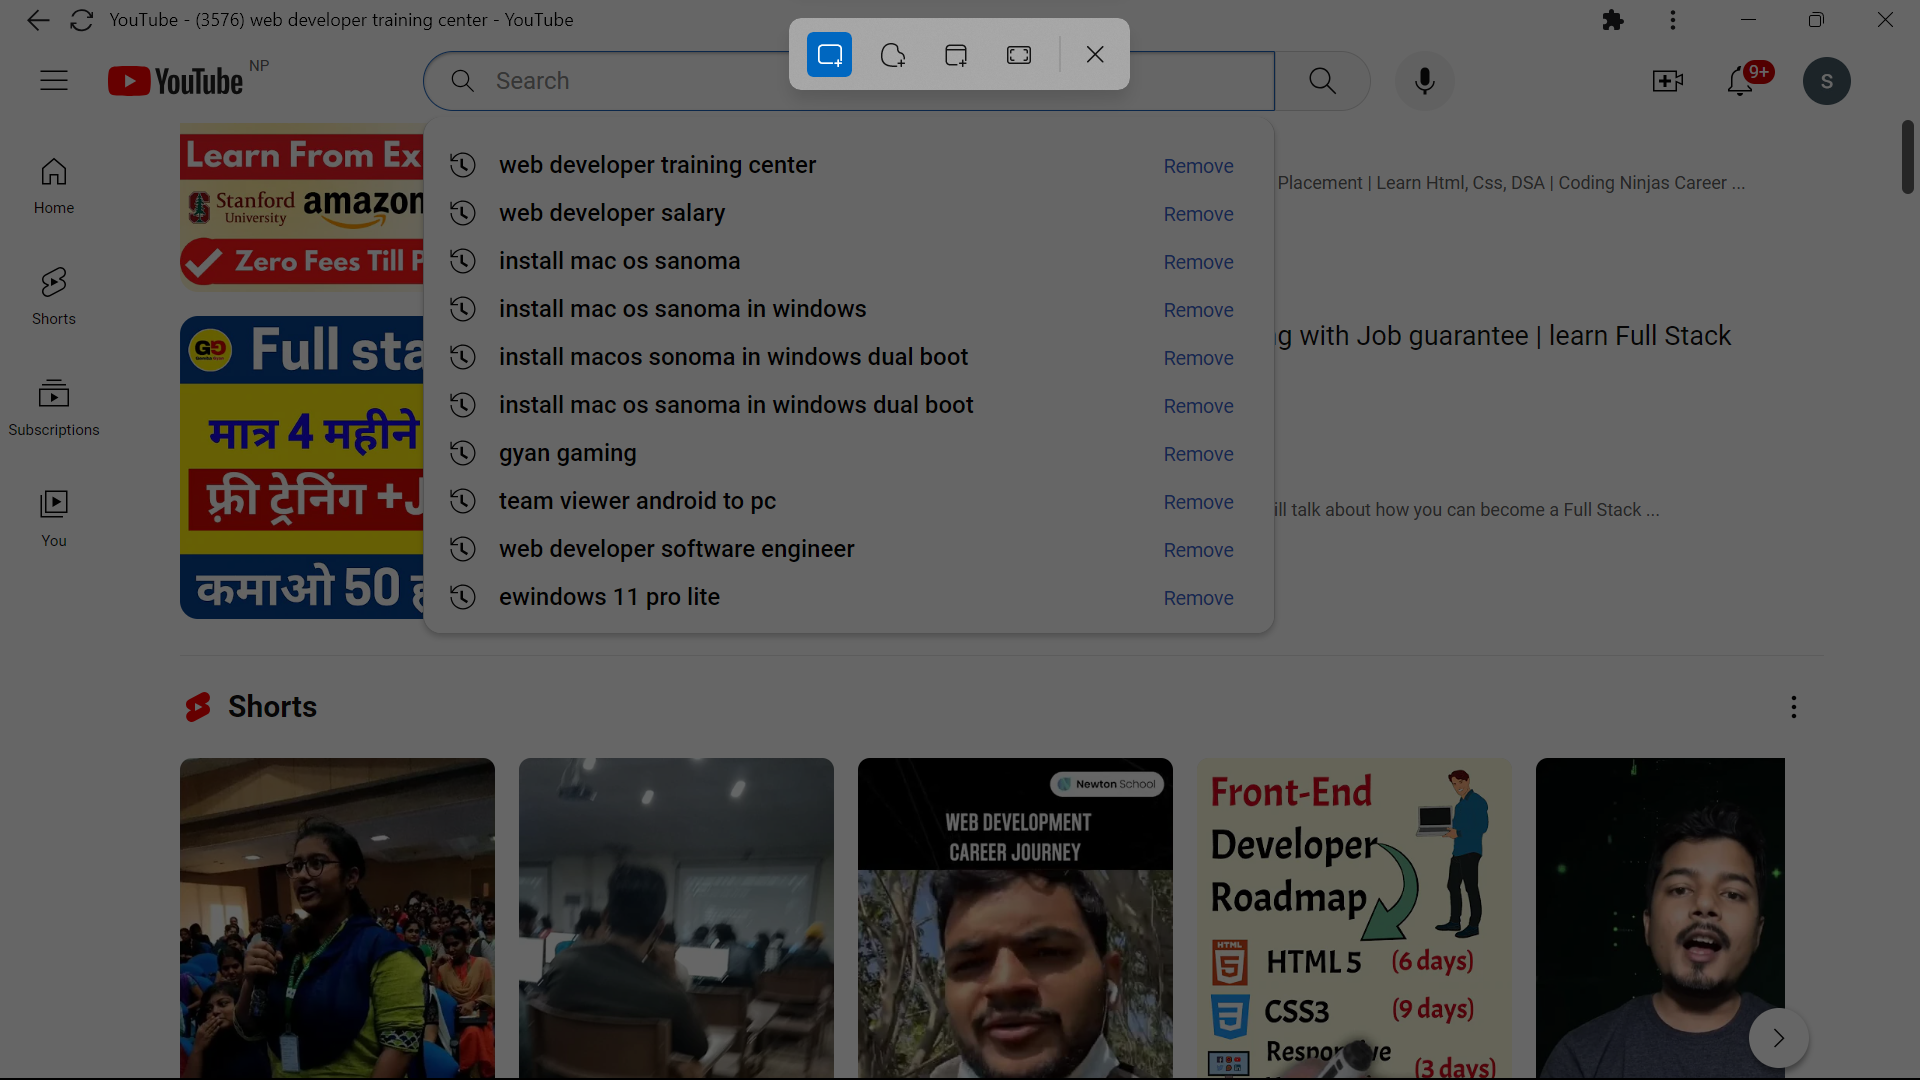 YouTube - (3576) web developer training center - YouTube
YouTube NP
Search
9+
S
Home
Shorts
Subscriptions
You
Learn From Ex
Stanford University amazon
Zero Fees Till P
web developer training center Remove
web developer salary Remove
install mac os sanoma Remove
install mac os sanoma in windows Remove
install macos sonoma in windows dual boot Remove
install mac os sanoma in windows dual boot Remove
gyan gaming Remove
team viewer android to pc Remove
web developer software engineer Remove
ewindows 11 pro lite Remove
Placement | Learn Html, Css, DSA | Coding Ninjas Career ...
g with Job guarantee | learn Full Stack
ill talk about how you can become a Full Stack ...
GG
Full sta
मात्र 4 महीने
फ़्री ट्रेनिंग +J
कमाओ 50 ह
Shorts
Newton School
WEB DEVELOPMENT
CAREER JOURNEY
Front-End
Developer
Roadmap
HTML
HTML 5 (6 days)
CSS3 (9 days)
(3 days)